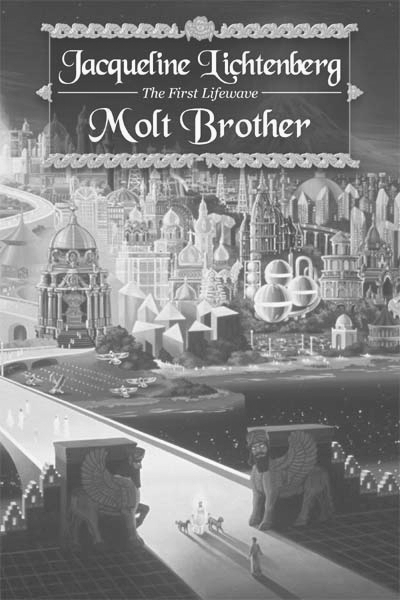 Jacqueline Lichtenberg
The First Lifewave
Molt Brother